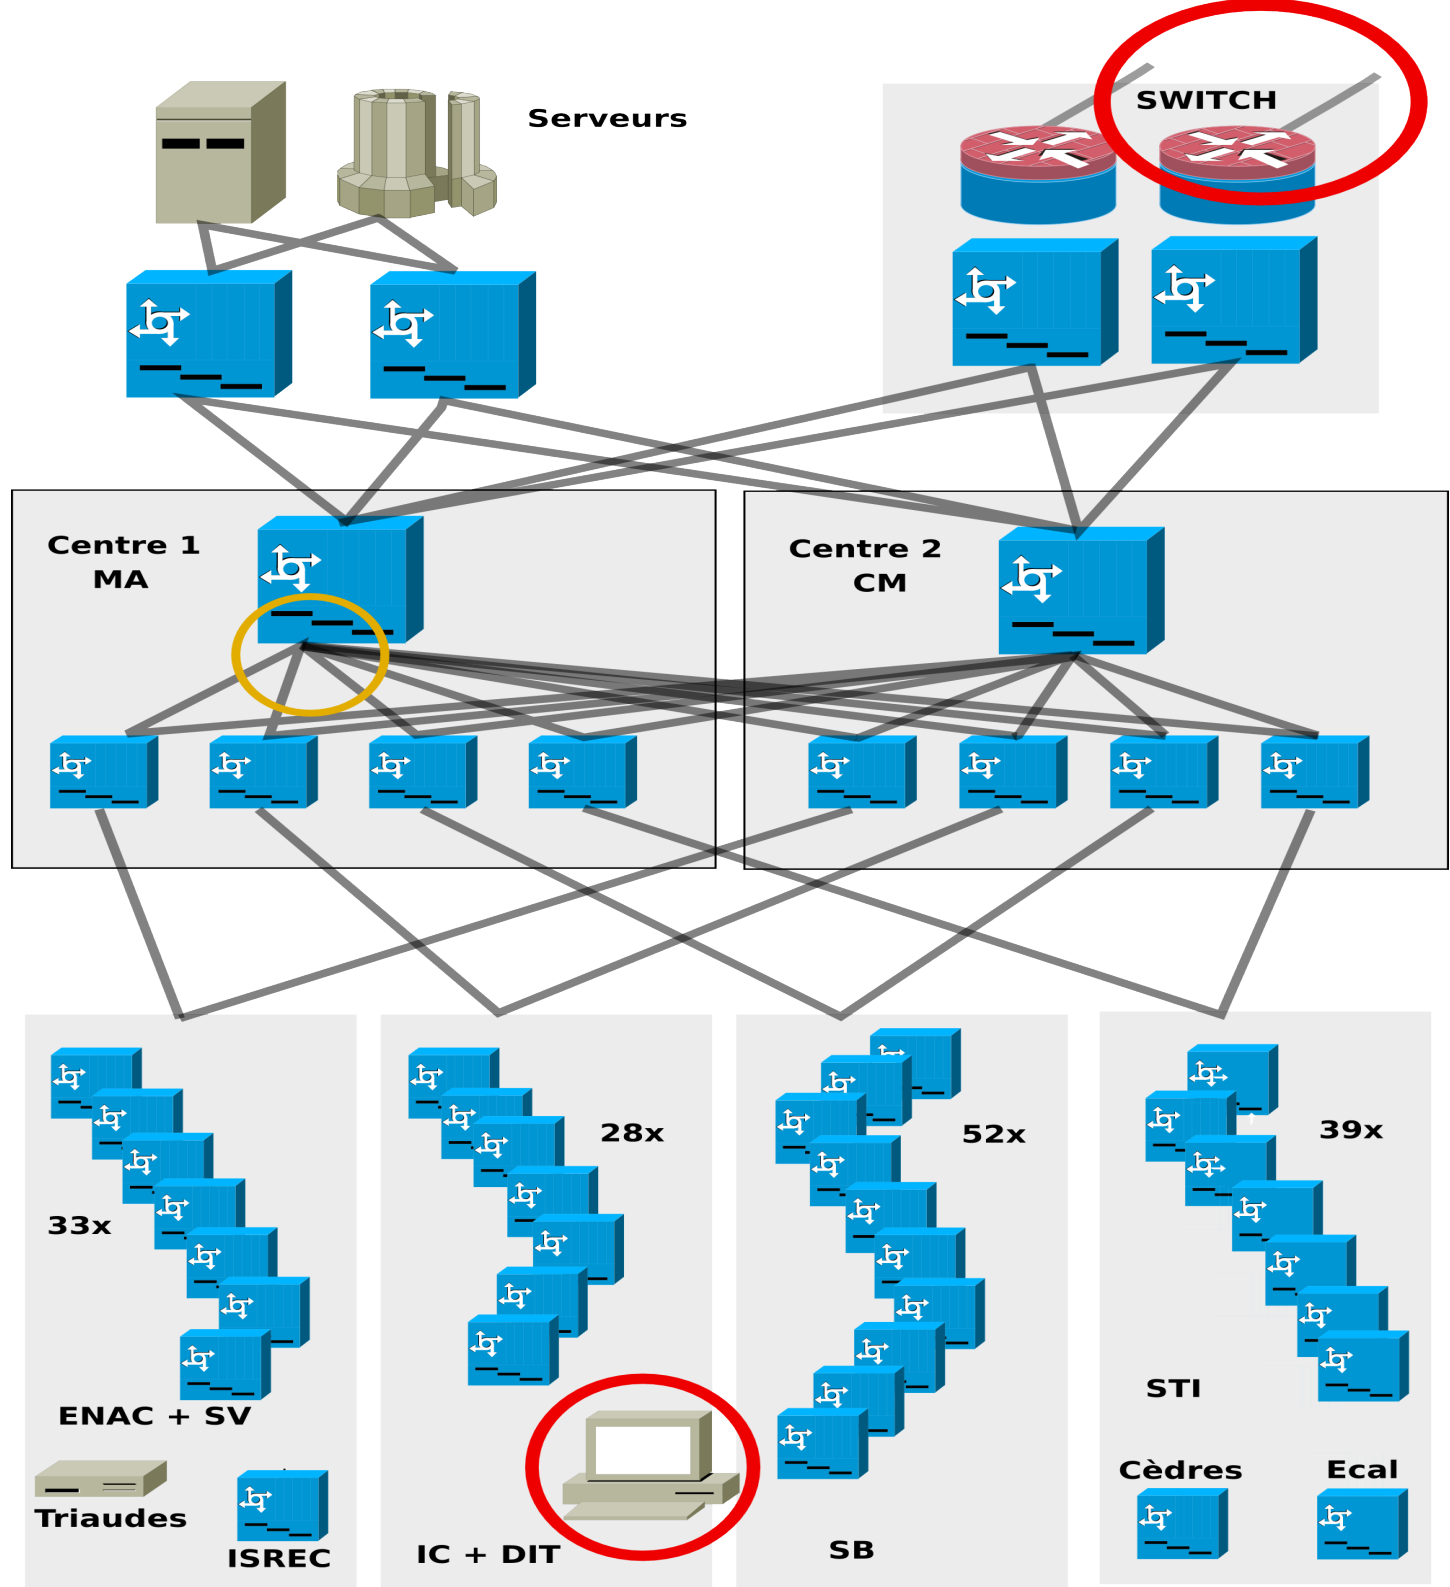 Serveurs
SWITCH
Centre 1
MA
Centre 2
CM
33x
28x
52x
39x
ENAC + SV
Triaudes
ISREC
IC + DIT
SB
STI
Cèdres
Ecal